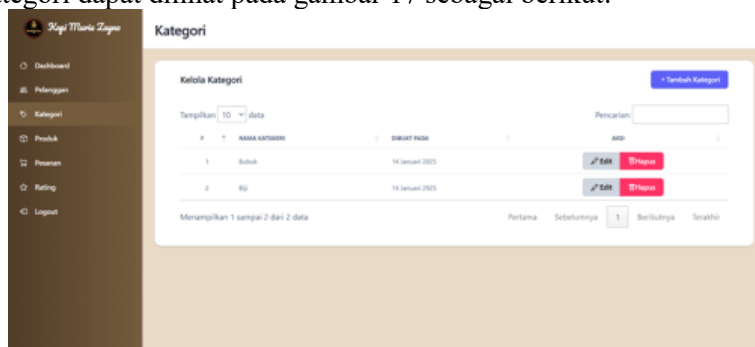 kategori dapat dilihat pada gambar 17 sebagai berikut.
Kopi Marie Zagne
Kategori
Dashboard
Pelanggan
Kategori
Produk
Pesanan
Rating
Logout
Kelola Kategori
+ Tambah Kategori
Tampilkan 10 data
Pencarian:
# NAMA KATEGORI DIBUAT PADA AKSI
1 Bubuk 14 Januari 2025 Edit Hapus
2 Biji 14 Januari 2025 Edit Hapus
Menampilkan 1 sampai 2 dari 2 data
Pertama Sebelumnya 1 Berikutnya Terakhir